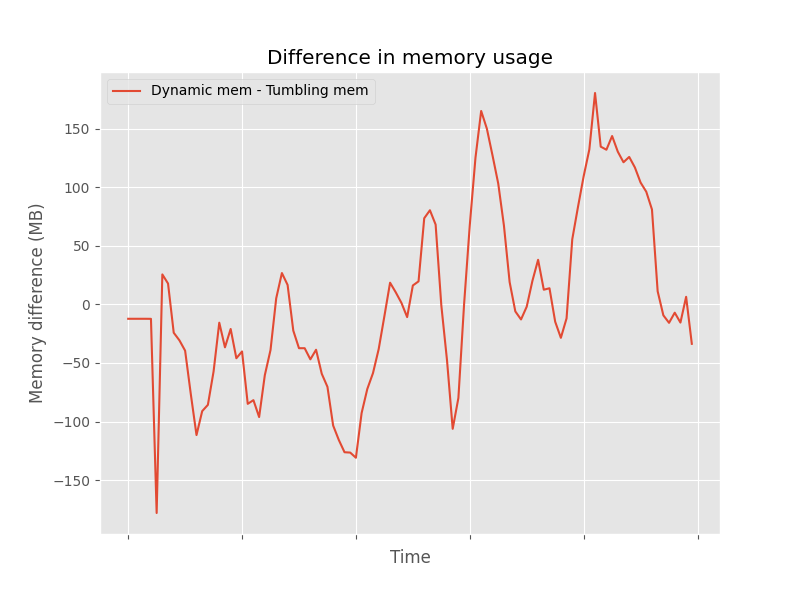 Difference in memory usage
Dynamic mem - Tumbling mem
150
100
50
0
−50
−100
−150
Memory difference (MB)
Time